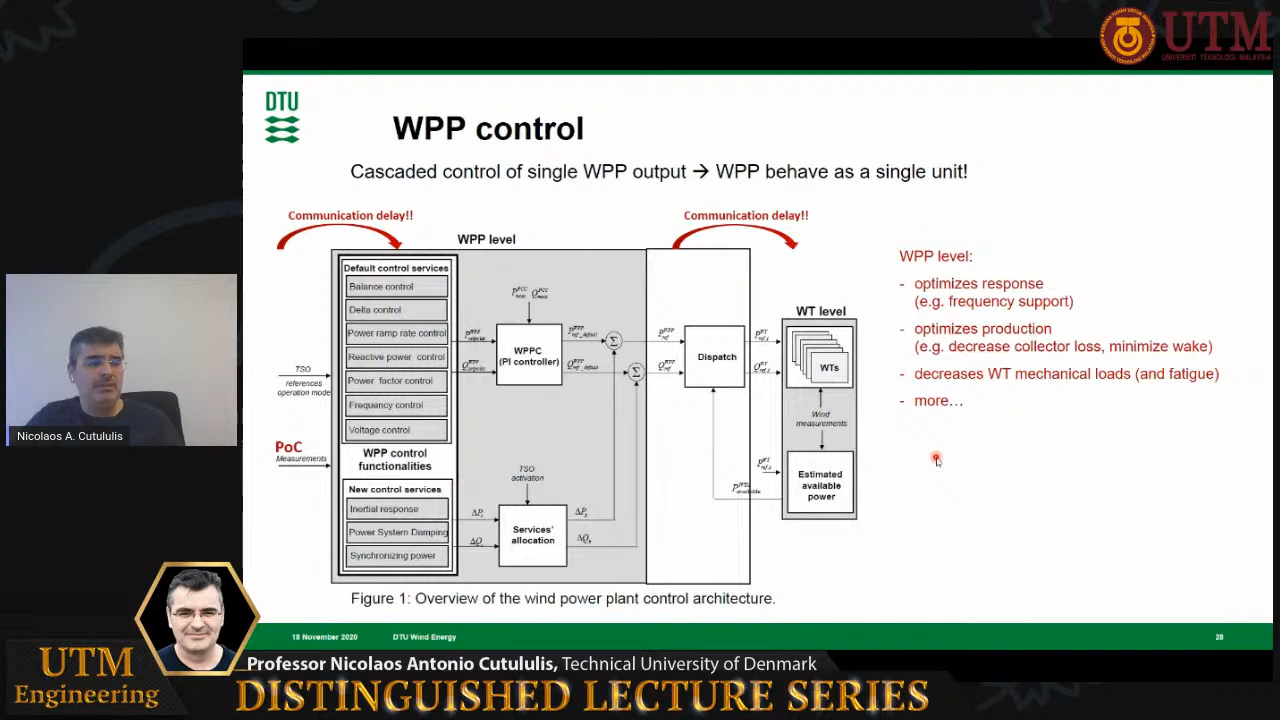 UTM
UNIVERSITI TEKNOLOGI MALAYSIA
DTU
WPP control
Cascaded control of single WPP output → WPP behave as a single unit!
Communication delay!!
Communication delay!!
WPP level
Default control services
Balance control
Delta control
Power ramp rate control
Reactive power control
Power factor control
Frequency control
Voltage control
WPP control
functionalities
New control services
Inertial response
Power System Damping
Synchronizing power
TSO
references
operation mode
PoC
Measurements
WPPC
(PI controller)
Σ
Σ
TSO
activation
Services'
allocation
Dispatch
WT level
WTs
Wind
measurements
Estimated
available
power
WPP level:
- optimizes response
(e.g. frequency support)
- optimizes production
(e.g. decrease collector loss, minimize wake)
- decreases WT mechanical loads (and fatigue)
- more…
Figure 1: Overview of the wind power plant control architecture.
18 November 2020
DTU Wind Energy
28
Nicolaos A. Cutululis
UTM
Engineering
Professor Nicolaos Antonio Cutululis, Technical University of Denmark
DISTINGUISHED LECTURE SERIES